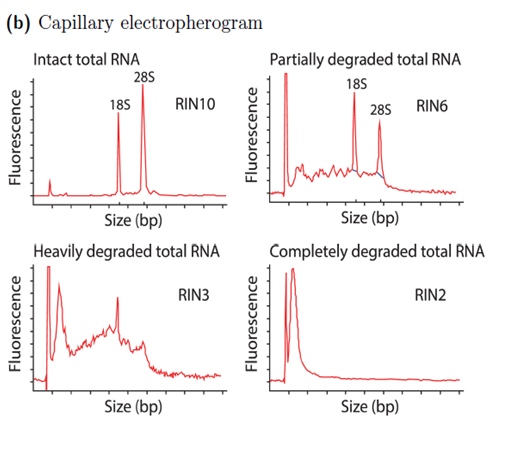 (b) Capillary electropherogram
Intact total RNA
28S
18S
RIN10
Fluorescence
Size (bp)
Partially degraded total RNA
18S
28S
RIN6
Fluorescence
Size (bp)
Heavily degraded total RNA
RIN3
Fluorescence
Size (bp)
Completely degraded total RNA
RIN2
Fluorescence
Size (bp)